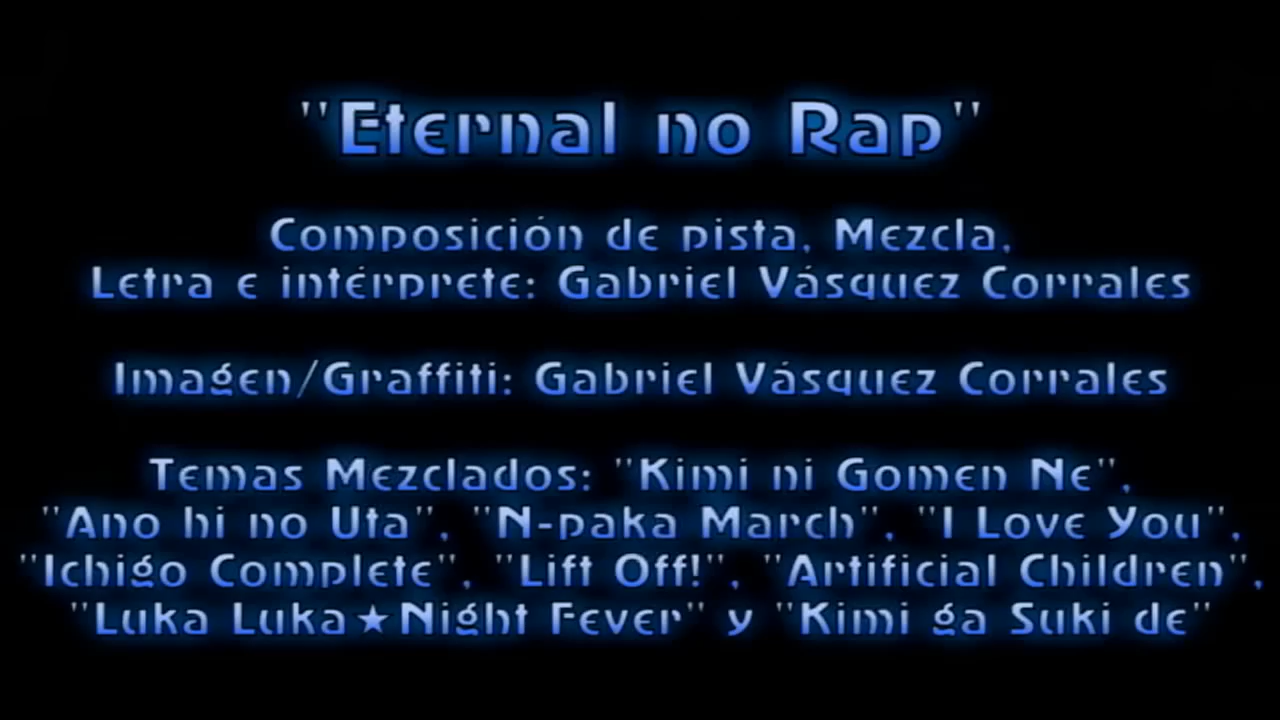 "Eternal no Rap"
Composición de pista, Mezcla,
Letra e intérprete: Gabriel Vásquez Corrales
Imagen/Graffiti: Gabriel Vásquez Corrales
Temas Mezclados: "Kimi ni Gomen Ne",
"Ano hi no Uta", "N-paka March", "I Love You",
"Ichigo Complete", "Lift Off!", "Artificial Children",
"Luka Luka★Night Fever" y "Kimi ga Suki de"